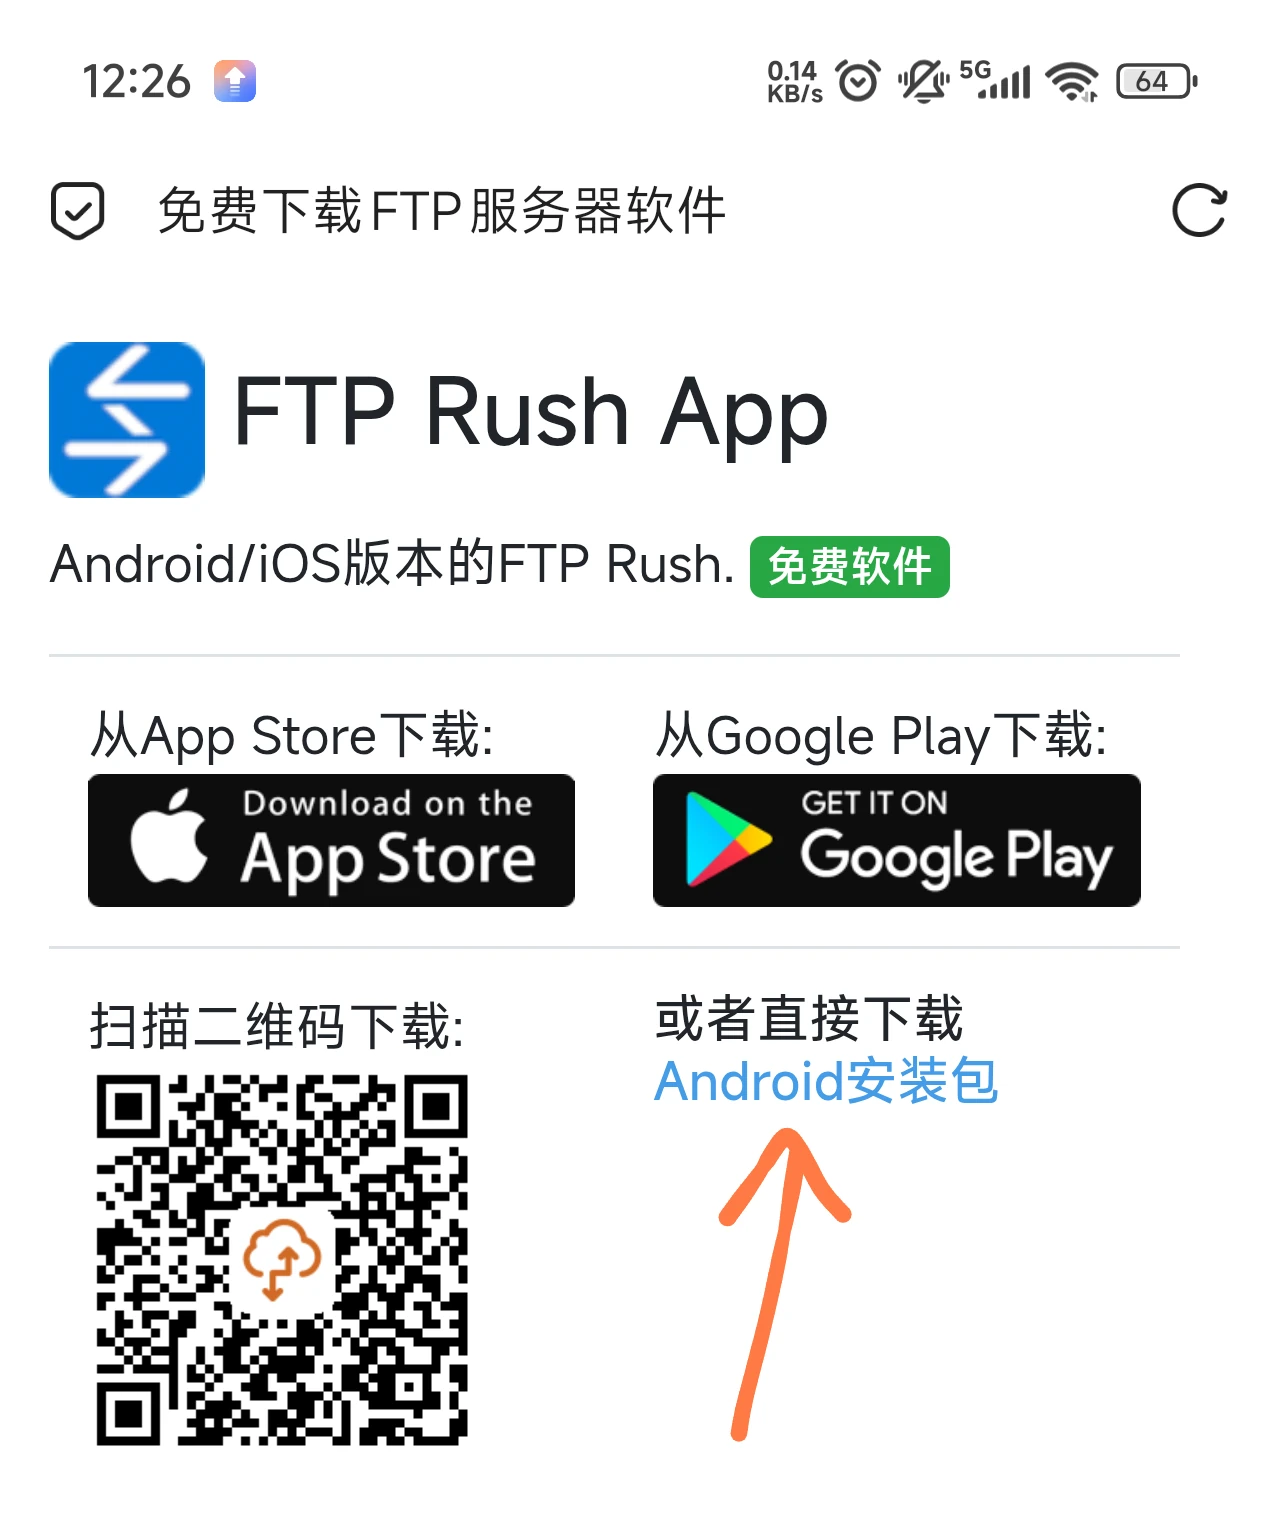 12:26
0.14
KB/s
5G
64
免费下载FTP服务器软件
FTP Rush App
Android/iOS版本的FTP Rush. 免费软件
从App Store下载:
Download on the
App Store
从Google Play下载:
GET IT ON
Google Play
扫描二维码下载:
或者直接下载
Android安装包